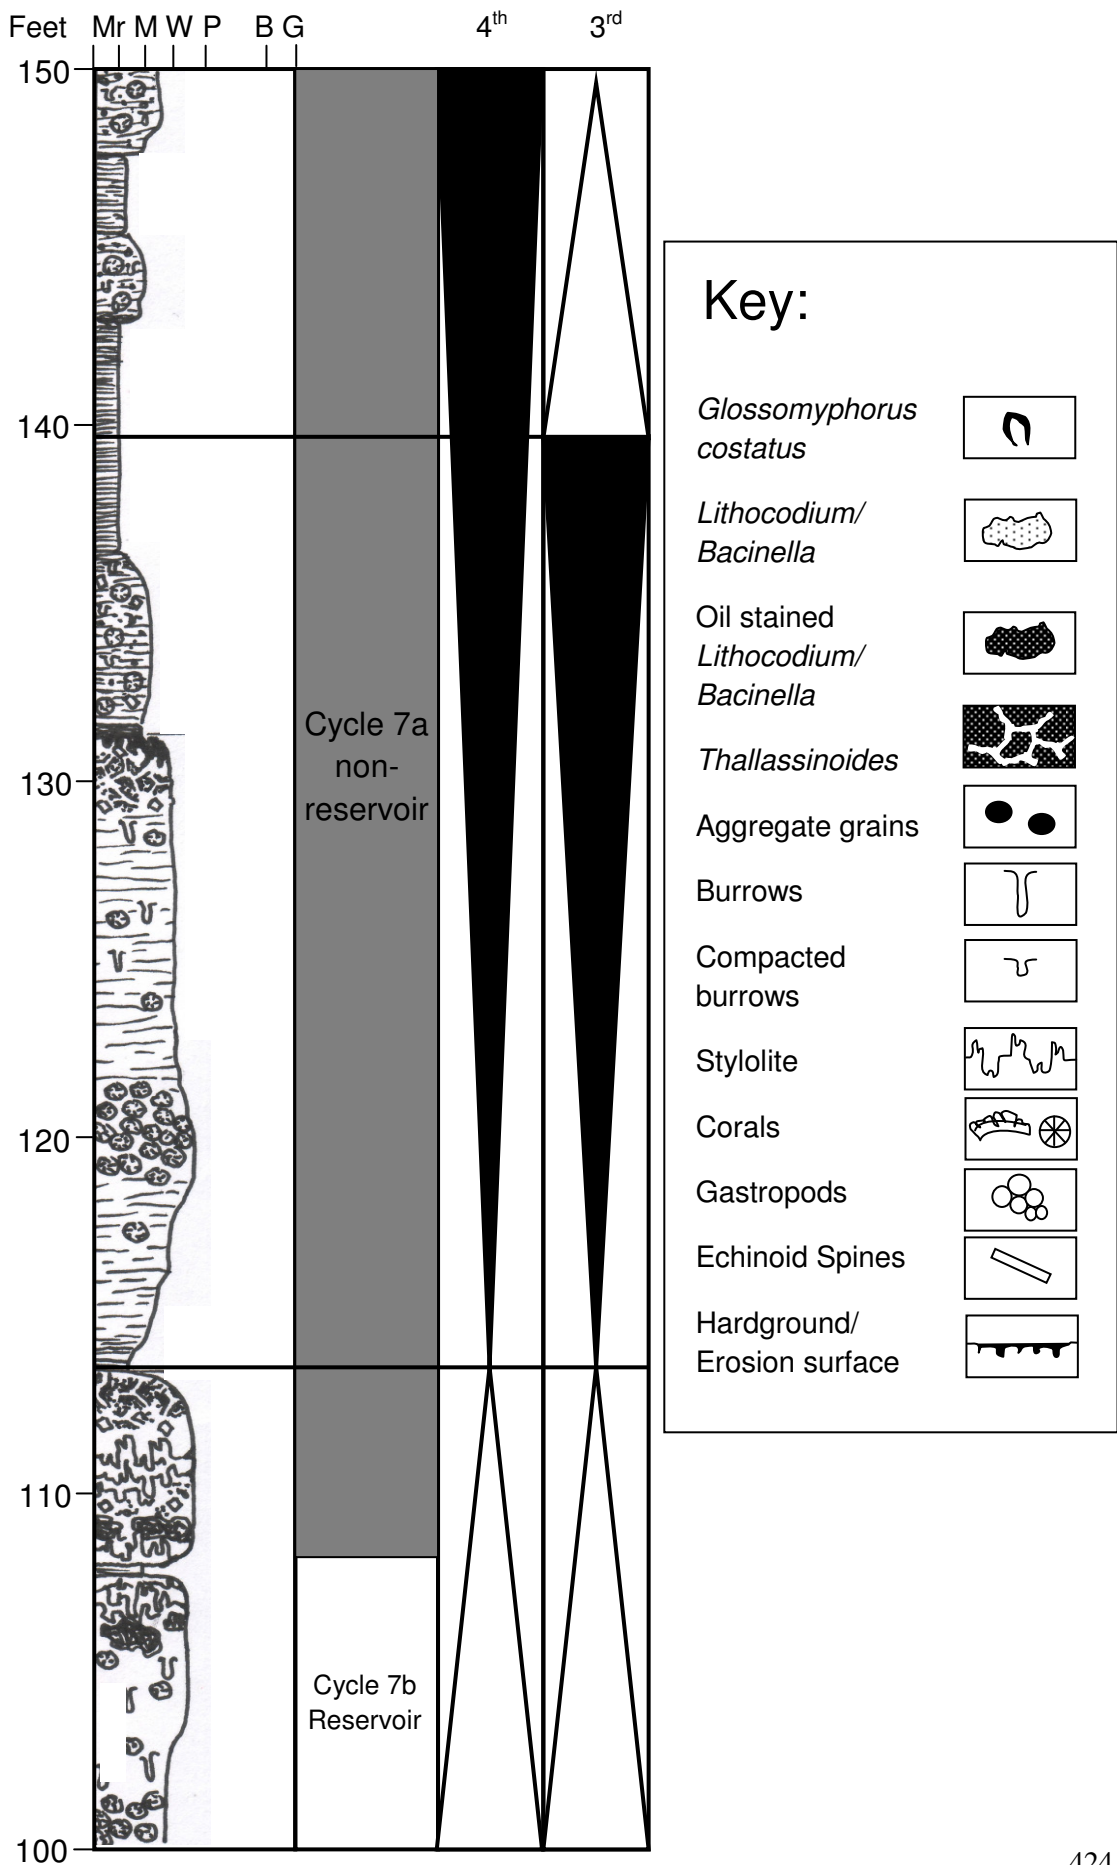 Feet Mr M W P B G 4th 3rd
150
140
130
120
110
100
Cycle 7a
non-
reservoir
Cycle 7b
Reservoir
Key:
Glossomyphorus
costatus
Lithocodium/
Bacinella
Oil stained
Lithocodium/
Bacinella
Thallassinoides
Aggregate grains
Burrows
Compacted
burrows
Stylolite
Corals
Gastropods
Echinoid Spines
Hardground/
Erosion surface
424